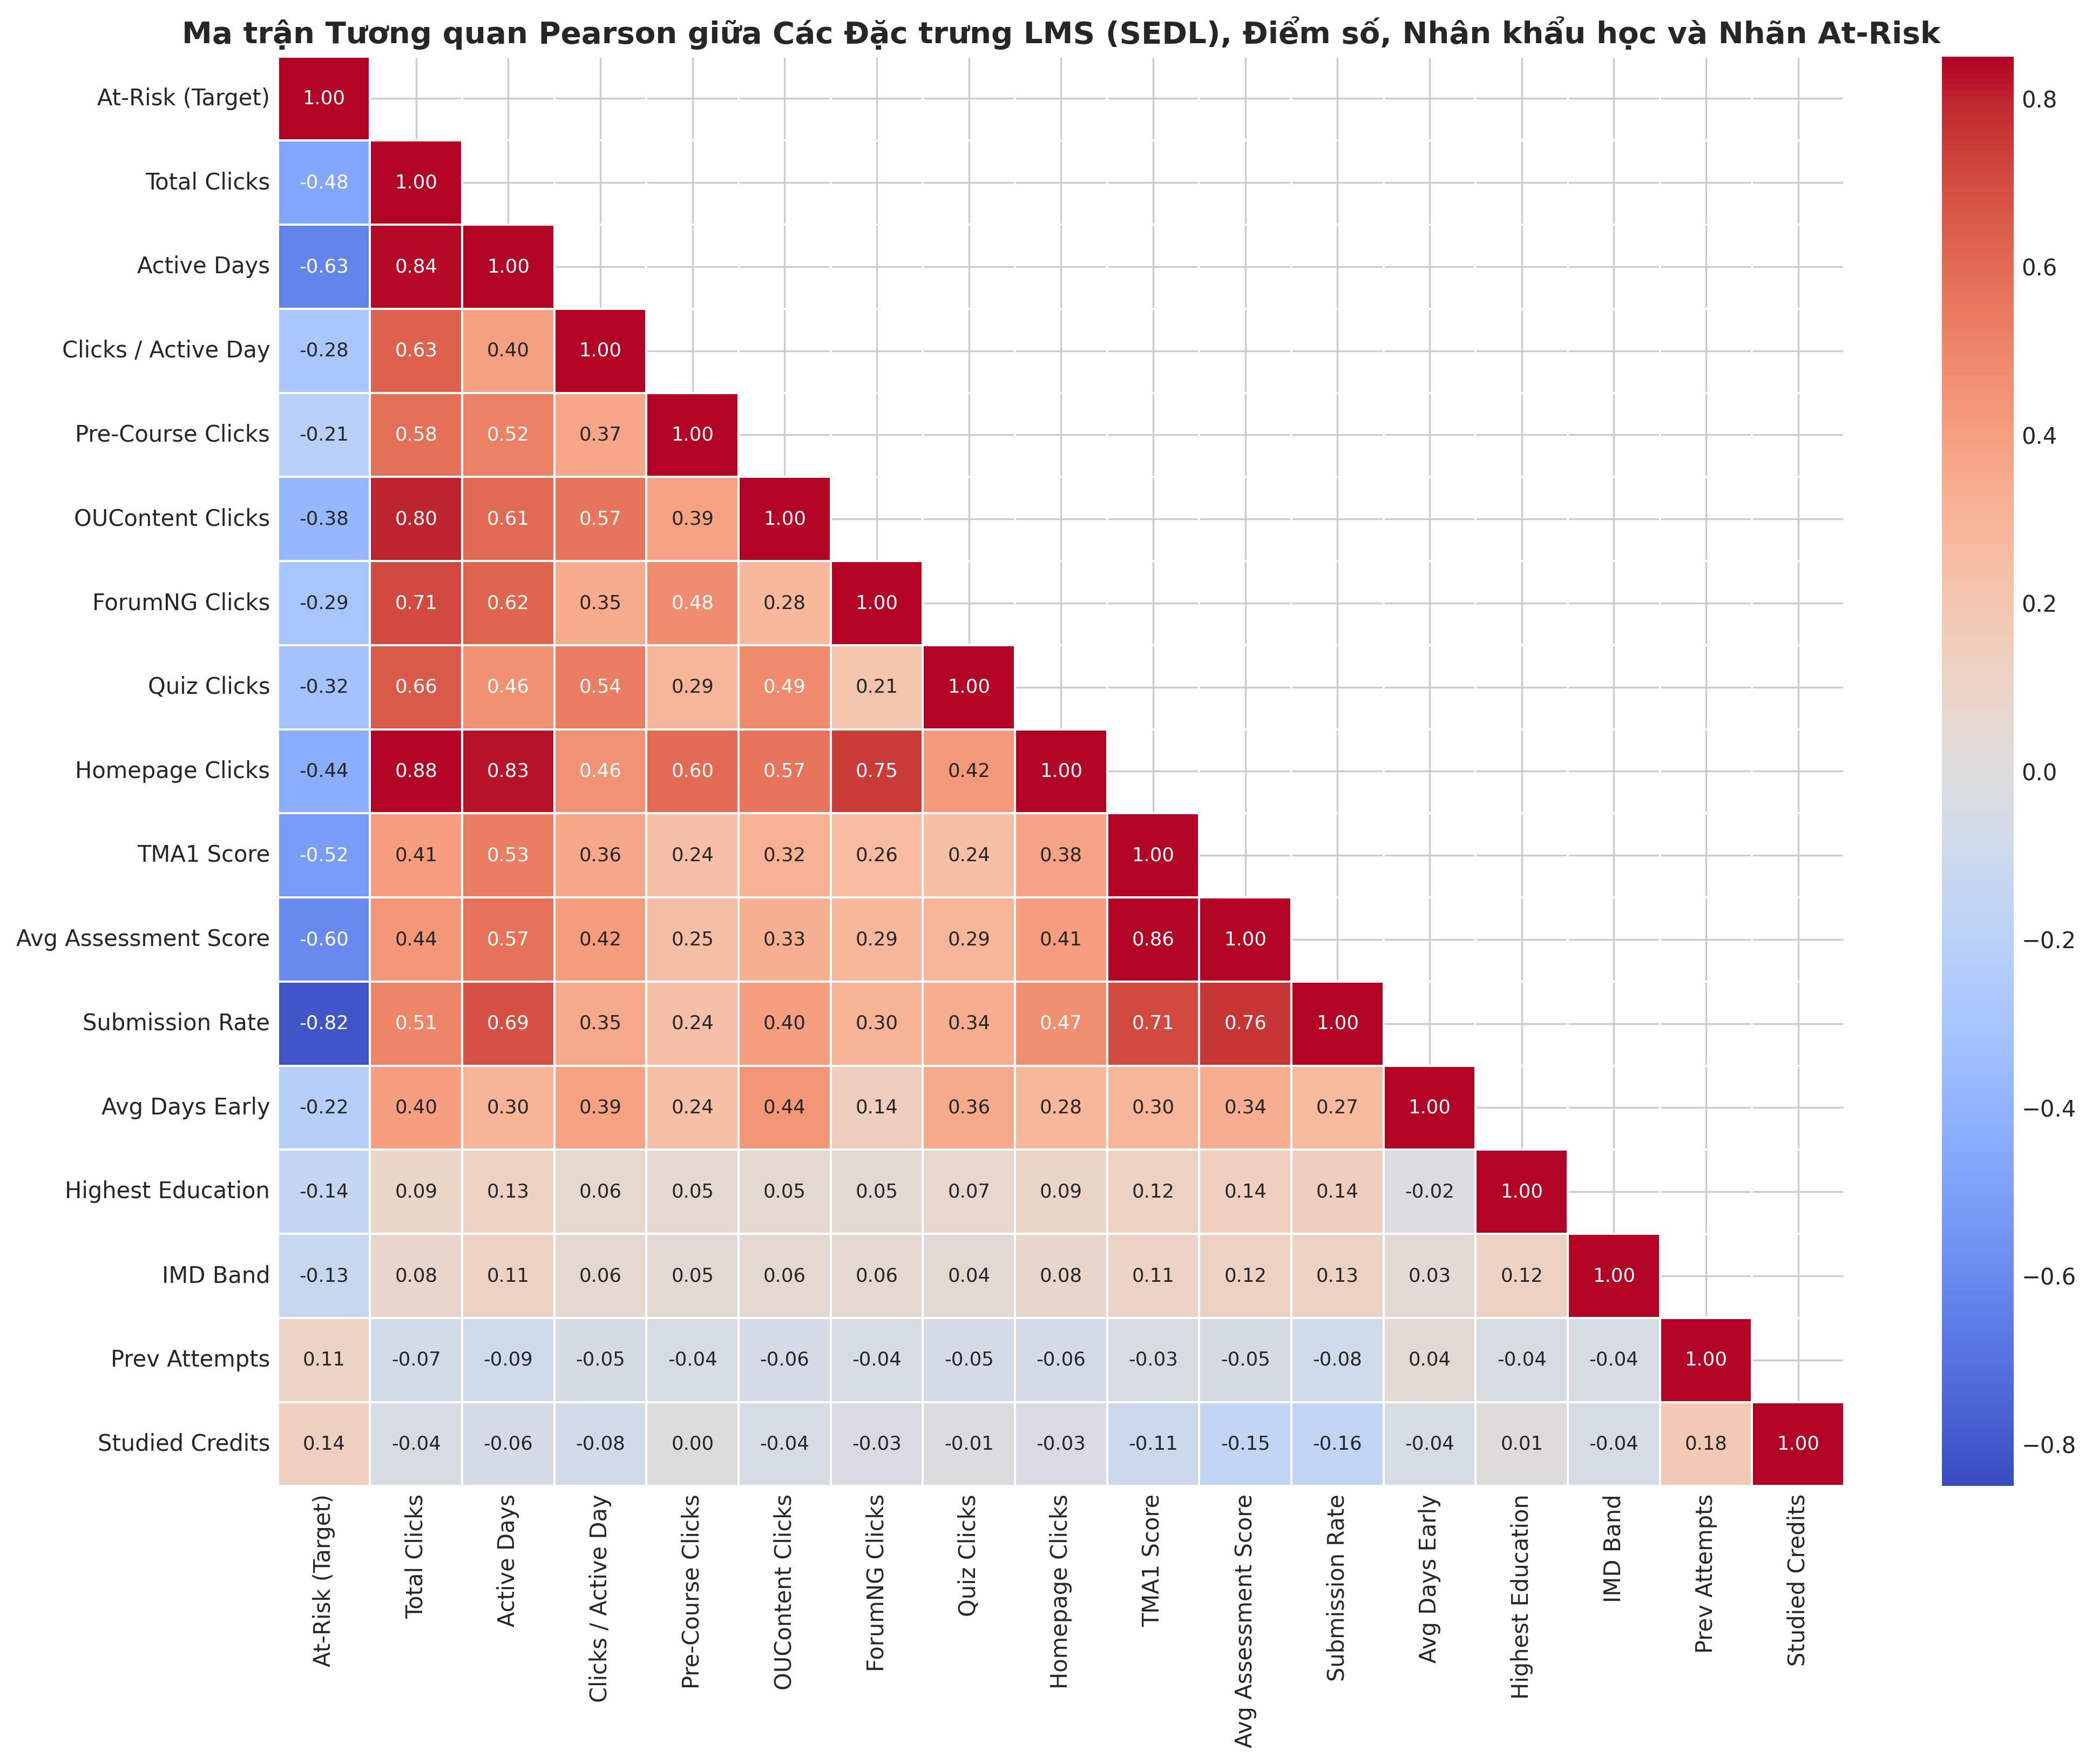 Ma trận Tương quan Pearson giữa Các Đặc trưng LMS (SEDL), Điểm số, Nhân khẩu học và Nhãn At-Risk
At-Risk (Target) 1.00
Total Clicks -0.48 1.00
Active Days -0.63 0.84 1.00
Clicks / Active Day -0.28 0.63 0.40 1.00
Pre-Course Clicks -0.21 0.58 0.52 0.37 1.00
OUContent Clicks -0.38 0.80 0.61 0.57 0.39 1.00
ForumNG Clicks -0.29 0.71 0.62 0.35 0.48 0.28 1.00
Quiz Clicks -0.32 0.66 0.46 0.54 0.29 0.49 0.21 1.00
Homepage Clicks -0.44 0.88 0.83 0.46 0.60 0.57 0.75 0.42 1.00
TMA1 Score -0.52 0.41 0.53 0.36 0.24 0.32 0.26 0.24 0.38 1.00
Avg Assessment Score -0.60 0.44 0.57 0.42 0.25 0.33 0.29 0.29 0.41 0.86 1.00
Submission Rate -0.82 0.51 0.69 0.35 0.24 0.40 0.30 0.34 0.47 0.71 0.76 1.00
Avg Days Early -0.22 0.40 0.30 0.39 0.24 0.44 0.14 0.36 0.28 0.30 0.34 0.27 1.00
Highest Education -0.14 0.09 0.13 0.06 0.05 0.05 0.05 0.07 0.09 0.12 0.14 0.14 -0.02 1.00
IMD Band -0.13 0.08 0.11 0.06 0.05 0.06 0.06 0.04 0.08 0.11 0.12 0.13 0.03 0.12 1.00
Prev Attempts 0.11 -0.07 -0.09 -0.05 -0.04 -0.06 -0.04 -0.05 -0.06 -0.03 -0.05 -0.08 0.04 -0.04 -0.04 1.00
Studied Credits 0.14 -0.04 -0.06 -0.08 0.00 -0.04 -0.03 -0.01 -0.03 -0.11 -0.15 -0.16 -0.04 0.01 -0.04 0.18 1.00
At-Risk (Target)
Total Clicks
Active Days
Clicks / Active Day
Pre-Course Clicks
OUContent Clicks
ForumNG Clicks
Quiz Clicks
Homepage Clicks
TMA1 Score
Avg Assessment Score
Submission Rate
Avg Days Early
Highest Education
IMD Band
Prev Attempts
Studied Credits
0.8
0.6
0.4
0.2
0.0
−0.2
−0.4
−0.6
−0.8